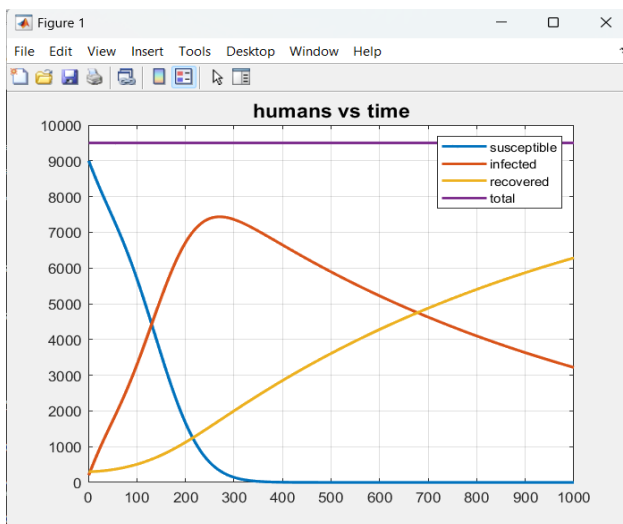 Figure 1
File Edit View Insert Tools Desktop Window Help
humans vs time
10000
9000
8000
7000
6000
5000
4000
3000
2000
1000
0
susceptible
infected
recovered
total
0 100 200 300 400 500 600 700 800 900 1000